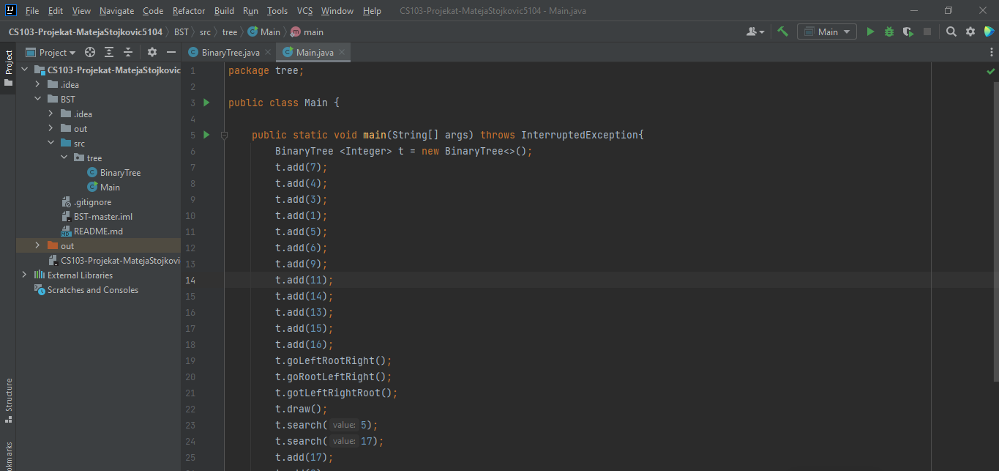 File Edit View Navigate Code Refactor Build Run Tools VCS Window Help CS103-Projekat-MatejaStojkovic5104 - Main.java
CS103-Projekat-MatejaStojkovic5104 BST src tree Main main Main
Project BinaryTree.java Main.java
Project
CS103-Projekat-MatejaStojkovic
.idea
BST
.idea
out
src
tree
BinaryTree
Main
.gitignore
BST-master.iml
README.md
out
CS103-Projekat-MatejaStojkovi
External Libraries
Scratches and Consoles
Structure
1 package tree;
2
3 public class Main {
4
5 public static void main(String[] args) throws InterruptedException{
6 BinaryTree <Integer> t = new BinaryTree<>();
7 t.add(7);
8 t.add(4);
9 t.add(3);
10 t.add(1);
11 t.add(5);
12 t.add(6);
13 t.add(9);
14 t.add(11);
15 t.add(14);
16 t.add(13);
17 t.add(15);
18 t.add(16);
19 t.goLeftRootRight();
20 t.goRootLeftRight();
21 t.gotLeftRightRoot();
22 t.draw();
23 t.search( value: 5);
24 t.search( value: 17);
25 t.add(17);